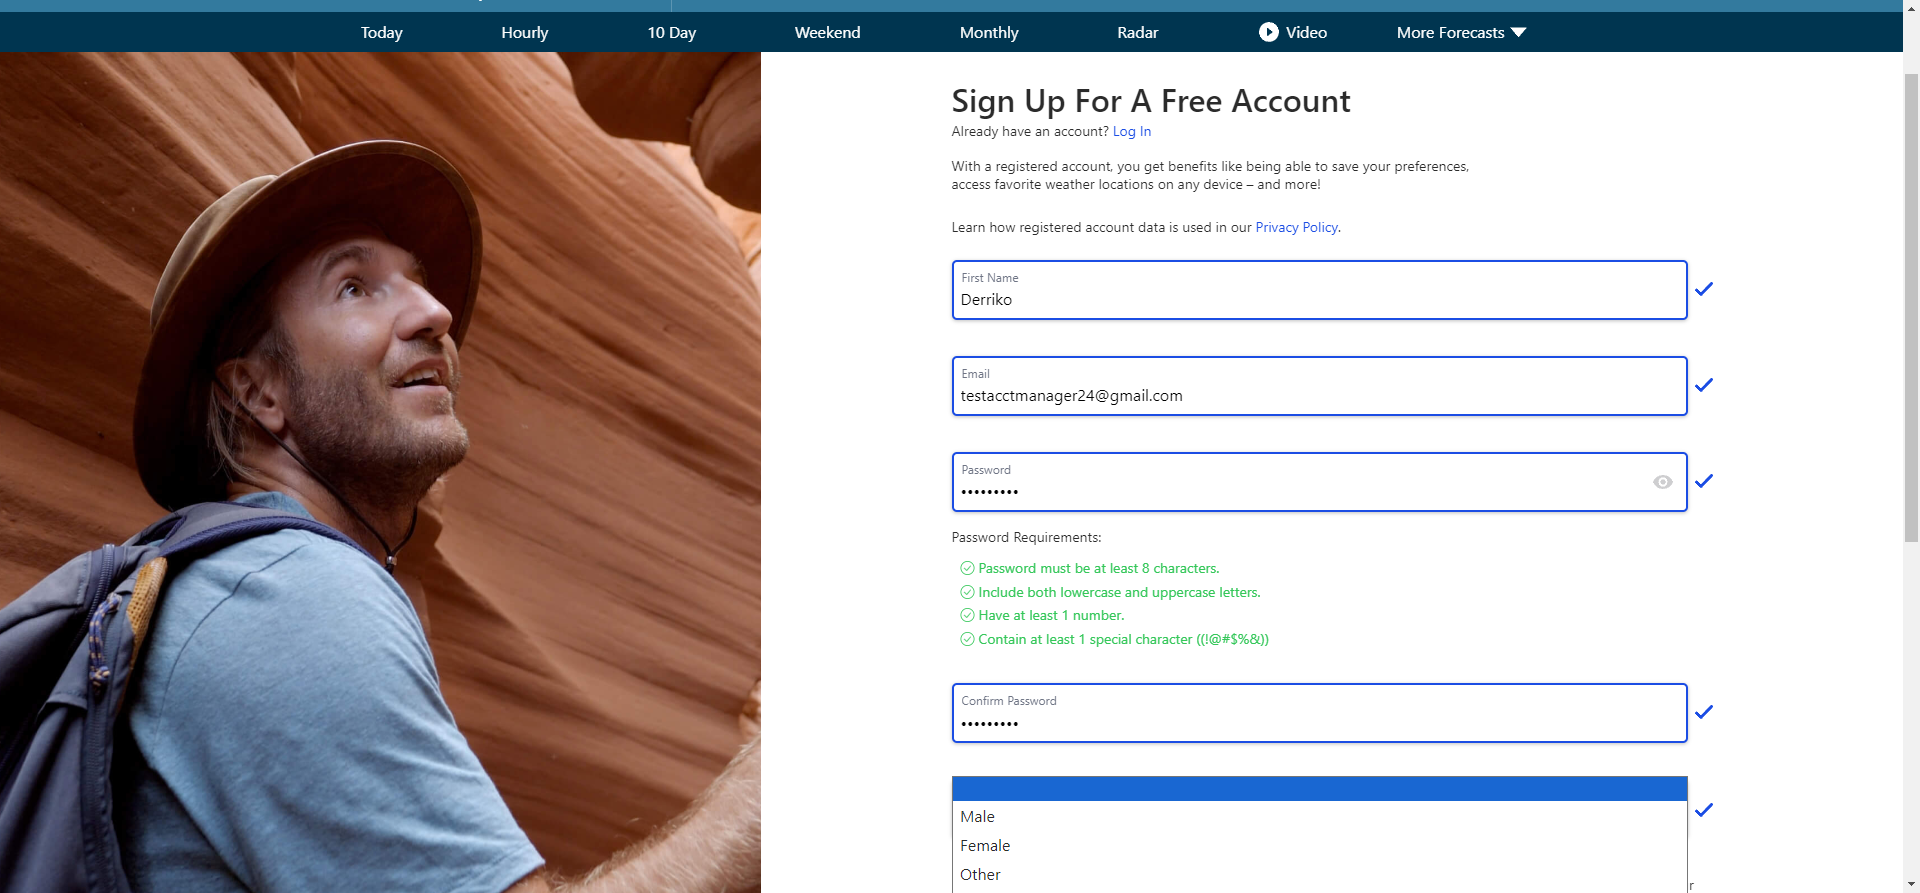 Today Hourly 10 Day Weekend Monthly Radar Video More Forecasts
Sign Up For A Free Account
Already have an account? Log In
With a registered account, you get benefits like being able to save your preferences,
access favorite weather locations on any device – and more!
Learn how registered account data is used in our Privacy Policy.
First Name
Derriko
Email
testacctmanager24@gmail.com
Password
•••••••••
Password Requirements:
Password must be at least 8 characters.
Include both lowercase and uppercase letters.
Have at least 1 number.
Contain at least 1 special character ((!@#$%&))
Confirm Password
•••••••••
Male
Female
Other